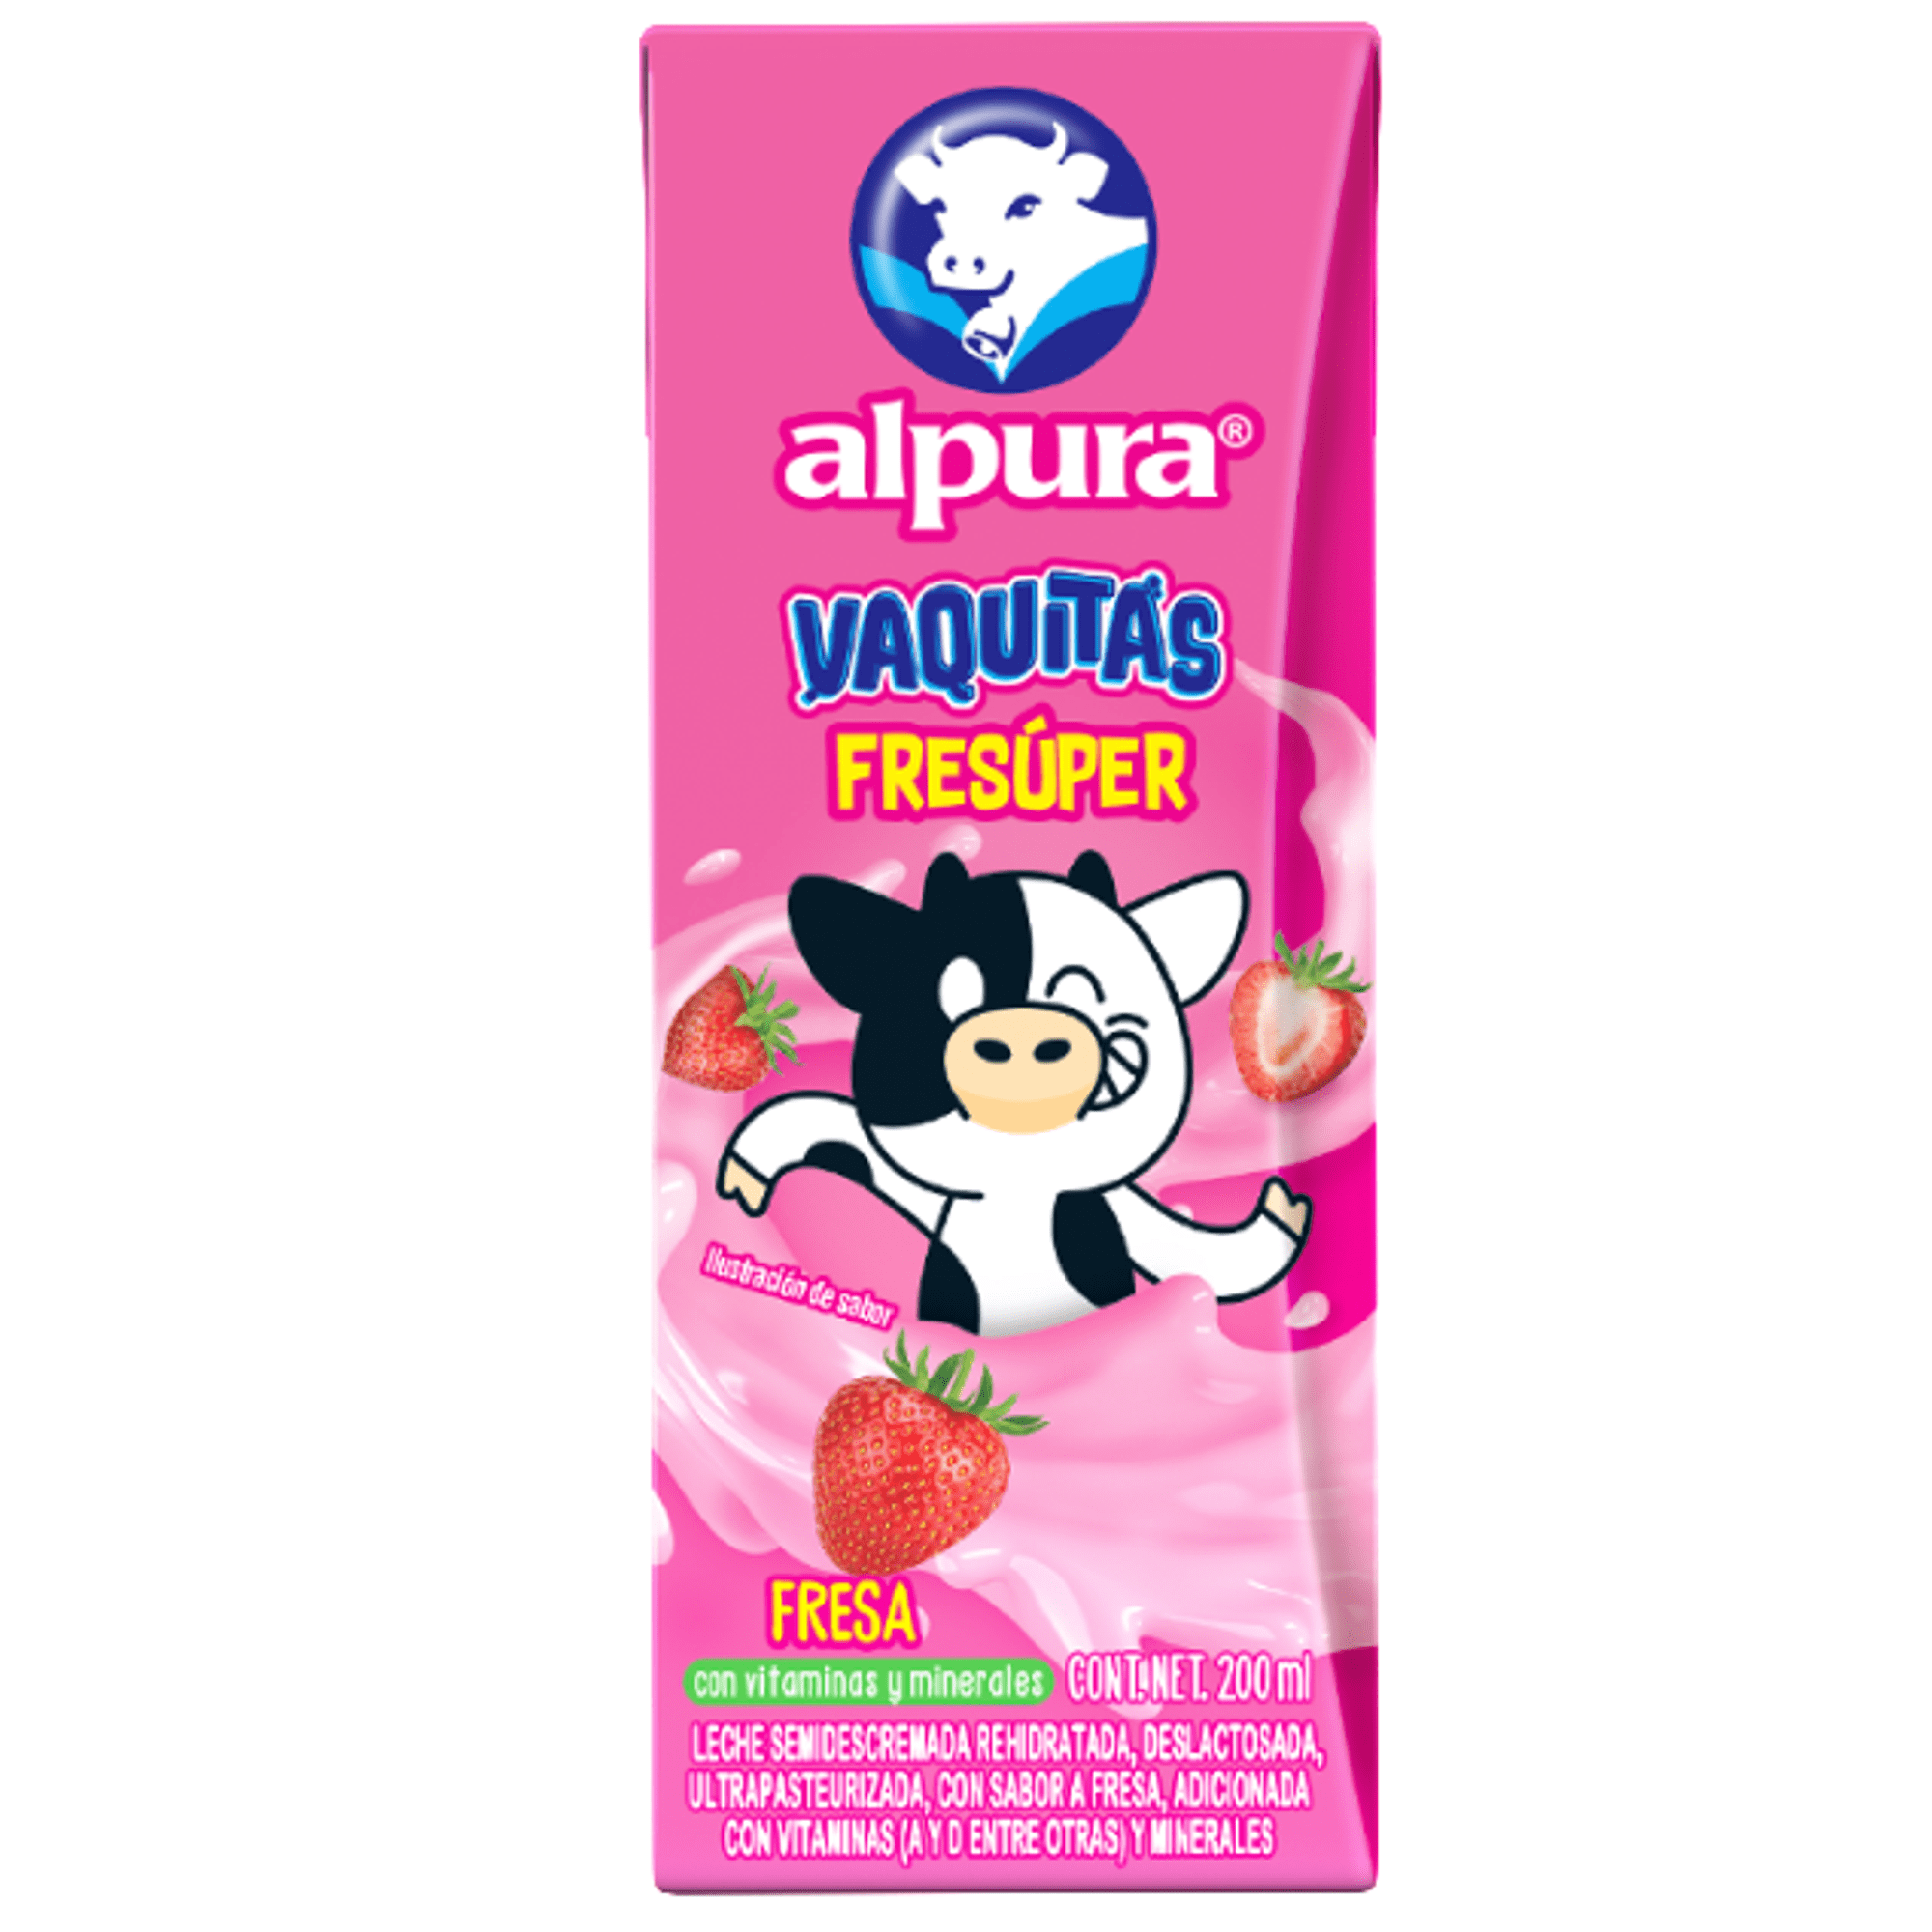 alpura®
VAQUITAS
FRESÚPER
Ilustración de sabor
FRESA
con vitaminas y minerales CONT. NET. 200 ml
LECHE SEMIDESCREMADA REHIDRATADA, DESLACTOSADA,
ULTRAPASTEURIZADA, CON SABOR A FRESA, ADICIONADA
CON VITAMINAS (A Y D ENTRE OTRAS) Y MINERALES